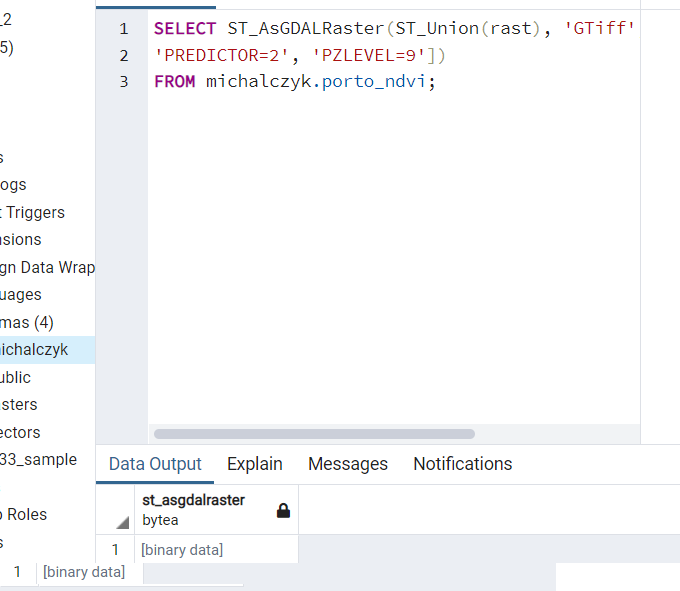 _2
5)
s
ogs
t Triggers
nsions
gn Data Wrap
uages
mas (4)
michalczyk
ublic
sters
ectors
33_sample
p Roles
s
1 SELECT ST_AsGDALRaster(ST_Union(rast), 'GTiff'
2 'PREDICTOR=2', 'PZLEVEL=9'])
3 FROM michalczyk.porto_ndvi;
Data Output Explain Messages Notifications
st_asgdalraster
bytea
1 [binary data]
1 [binary data]